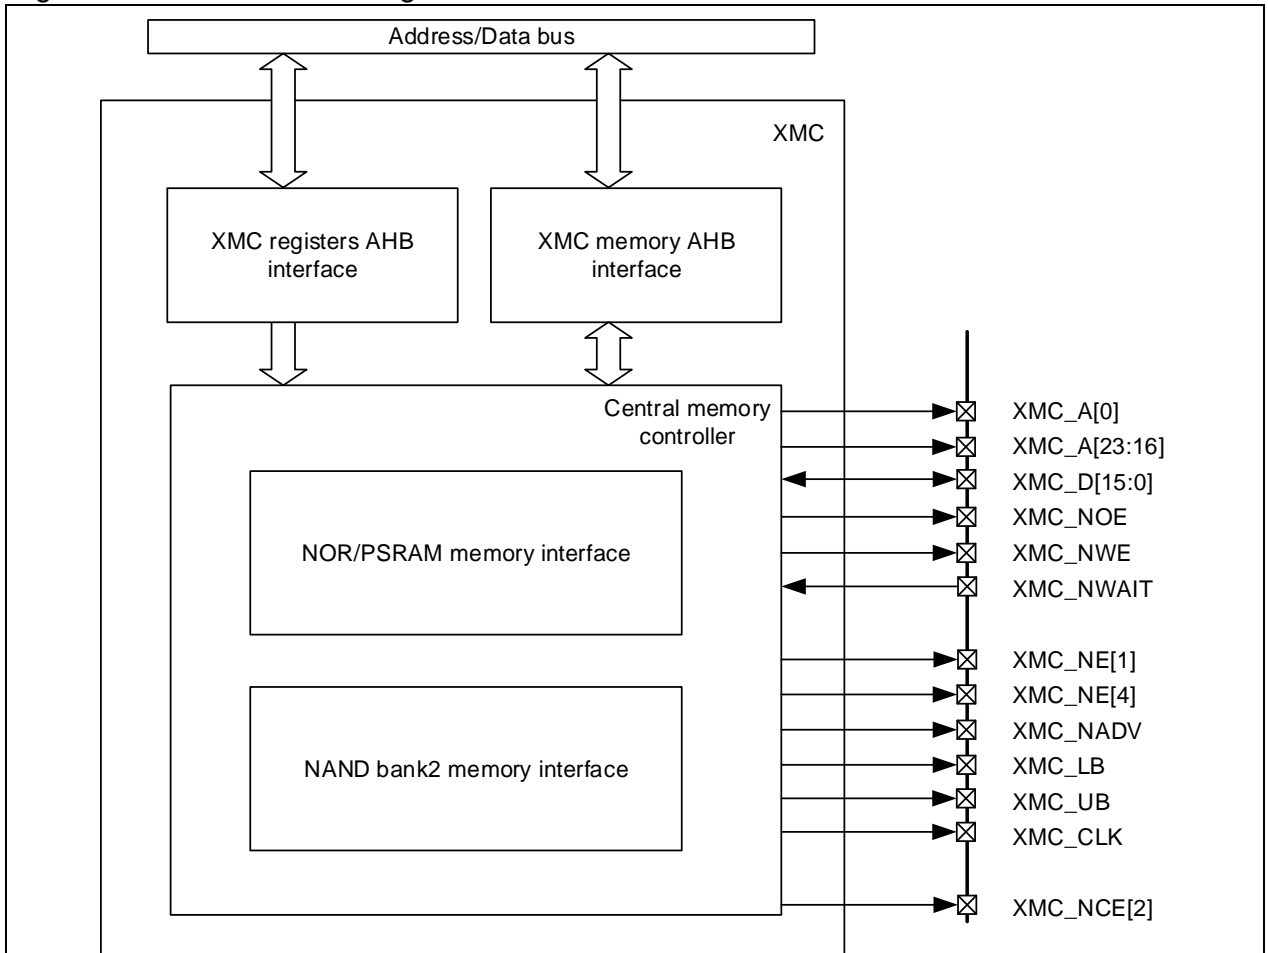 Address/Data bus
XMC
XMC registers AHB
interface
XMC memory AHB
interface
Central memory
controller
NOR/PSRAM memory interface
NAND bank2 memory interface
XMC_A[0]
XMC_A[23:16]
XMC_D[15:0]
XMC_NOE
XMC_NWE
XMC_NWAIT
XMC_NE[1]
XMC_NE[4]
XMC_NADV
XMC_LB
XMC_UB
XMC_CLK
XMC_NCE[2]